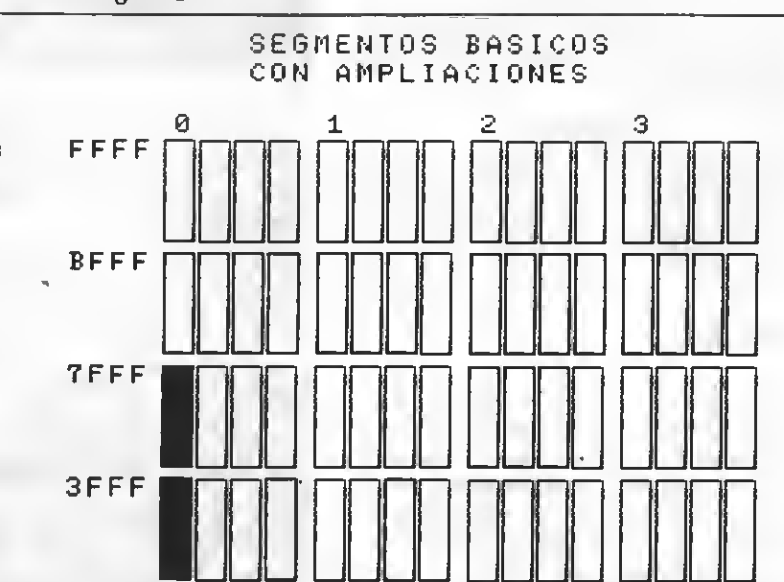 SEGMENTOS BASICOS
CON AMPLIACIONES
0 1 2 3
FFFF
BFFF
7FFF
3FFF